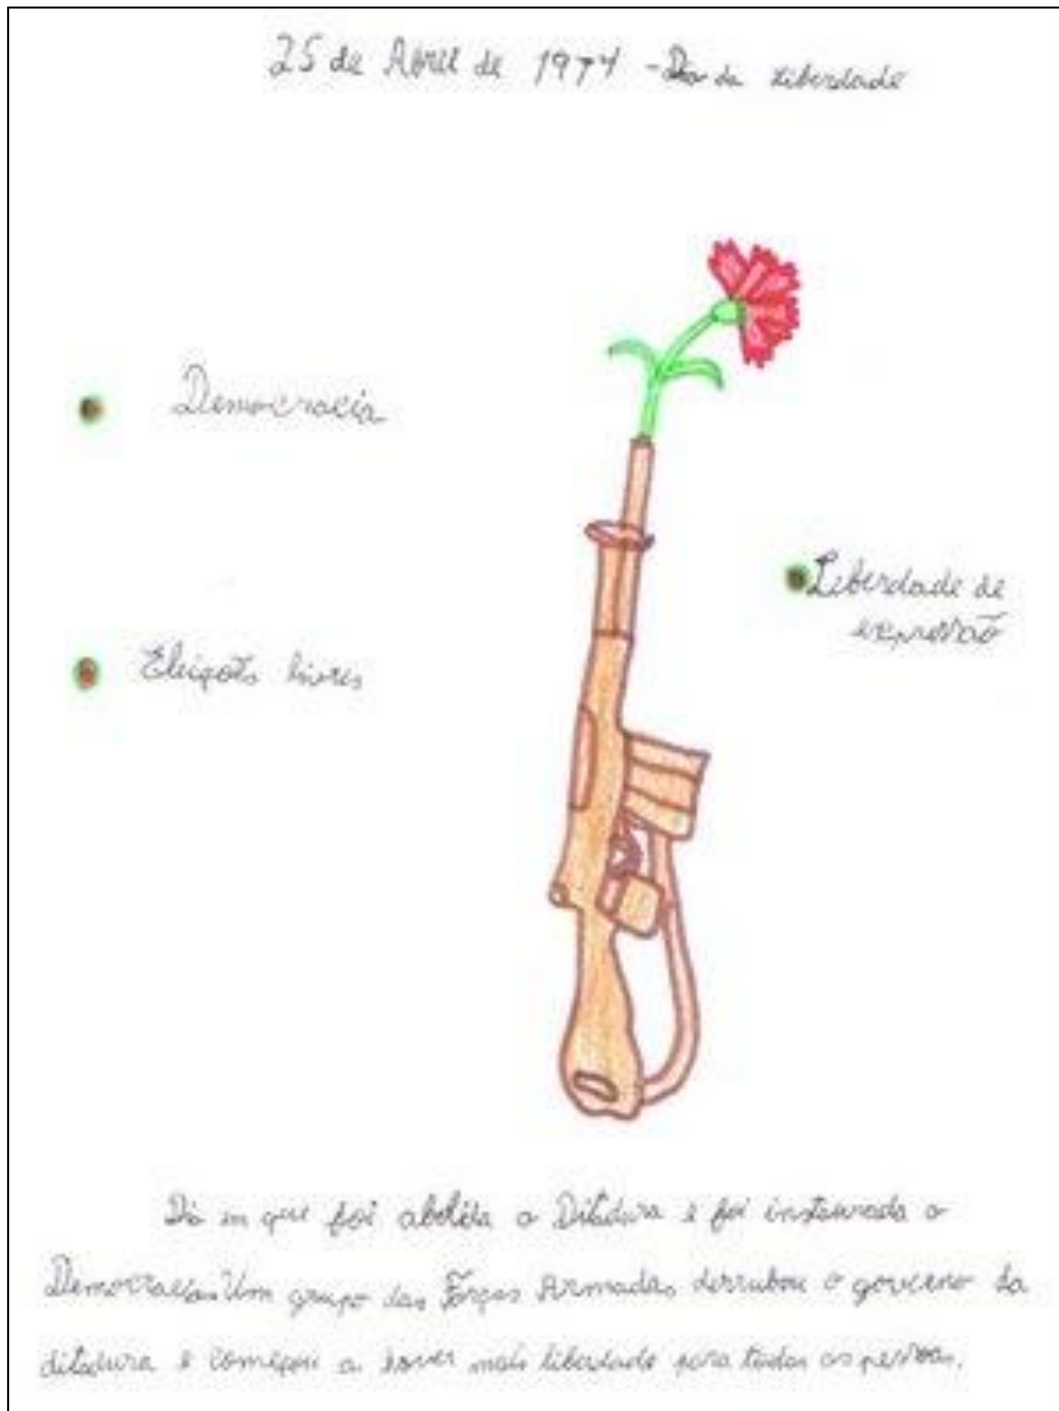 25 de Abril de 1974 - Dia da Liberdade
Democracia
Liberdade de
expressão
Eleições livres
Dia em que foi abolida a Ditadura e foi instaurada a
Democracia. Um grupo das Forças Armadas derrubou o governo da
ditadura e começou a haver mais liberdade para todas as pessoas.